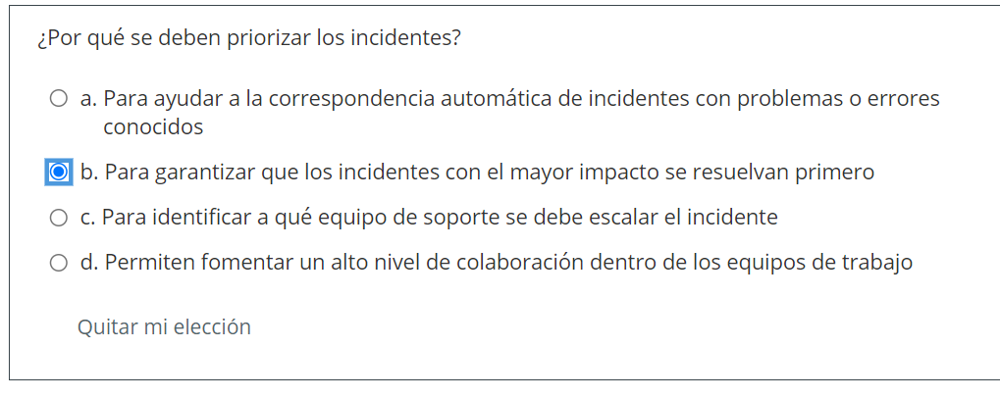 ¿Por qué se deben priorizar los incidentes?
a. Para ayudar a la correspondencia automática de incidentes con problemas o errores
conocidos
b. Para garantizar que los incidentes con el mayor impacto se resuelvan primero
c. Para identificar a qué equipo de soporte se debe escalar el incidente
d. Permiten fomentar un alto nivel de colaboración dentro de los equipos de trabajo
Quitar mi elección